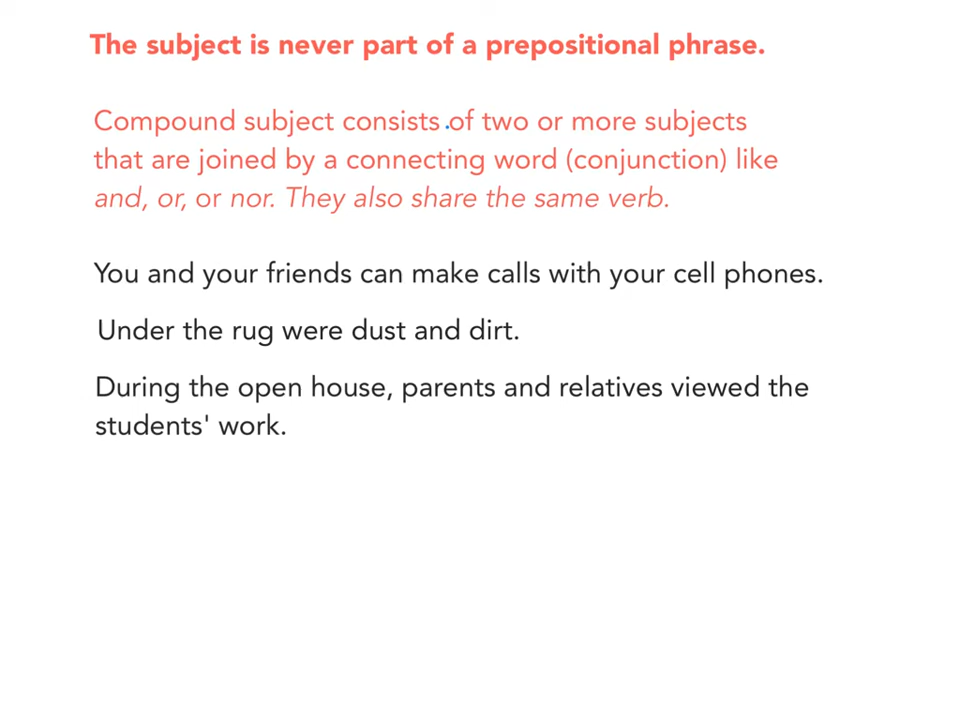 The subject is never part of a prepositional phrase.
Compound subject consists of two or more subjects
that are joined by a connecting word (conjunction) like
and, or, or nor. They also share the same verb.
You and your friends can make calls with your cell phones.
Under the rug were dust and dirt.
During the open house, parents and relatives viewed the
students' work.